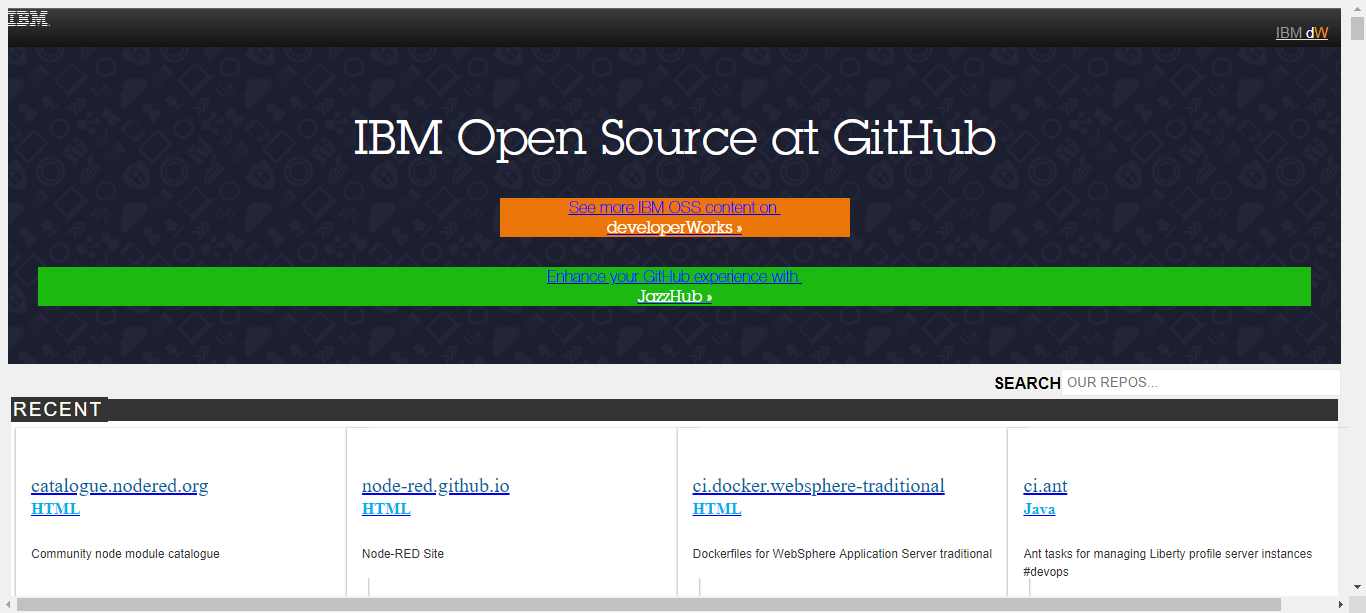 IBM
IBM dW
IBM Open Source at GitHub
See more IBM OSS content on
developerWorks »
Enhance your GitHub experience with
JazzHub »
SEARCH OUR REPOS...
RECENT
catalogue.nodered.org
HTML
Community node module catalogue
node-red.github.io
HTML
Node-RED Site
ci.docker.websphere-traditional
HTML
Dockerfiles for WebSphere Application Server traditional
ci.ant
Java
Ant tasks for managing Liberty profile server instances
#devops